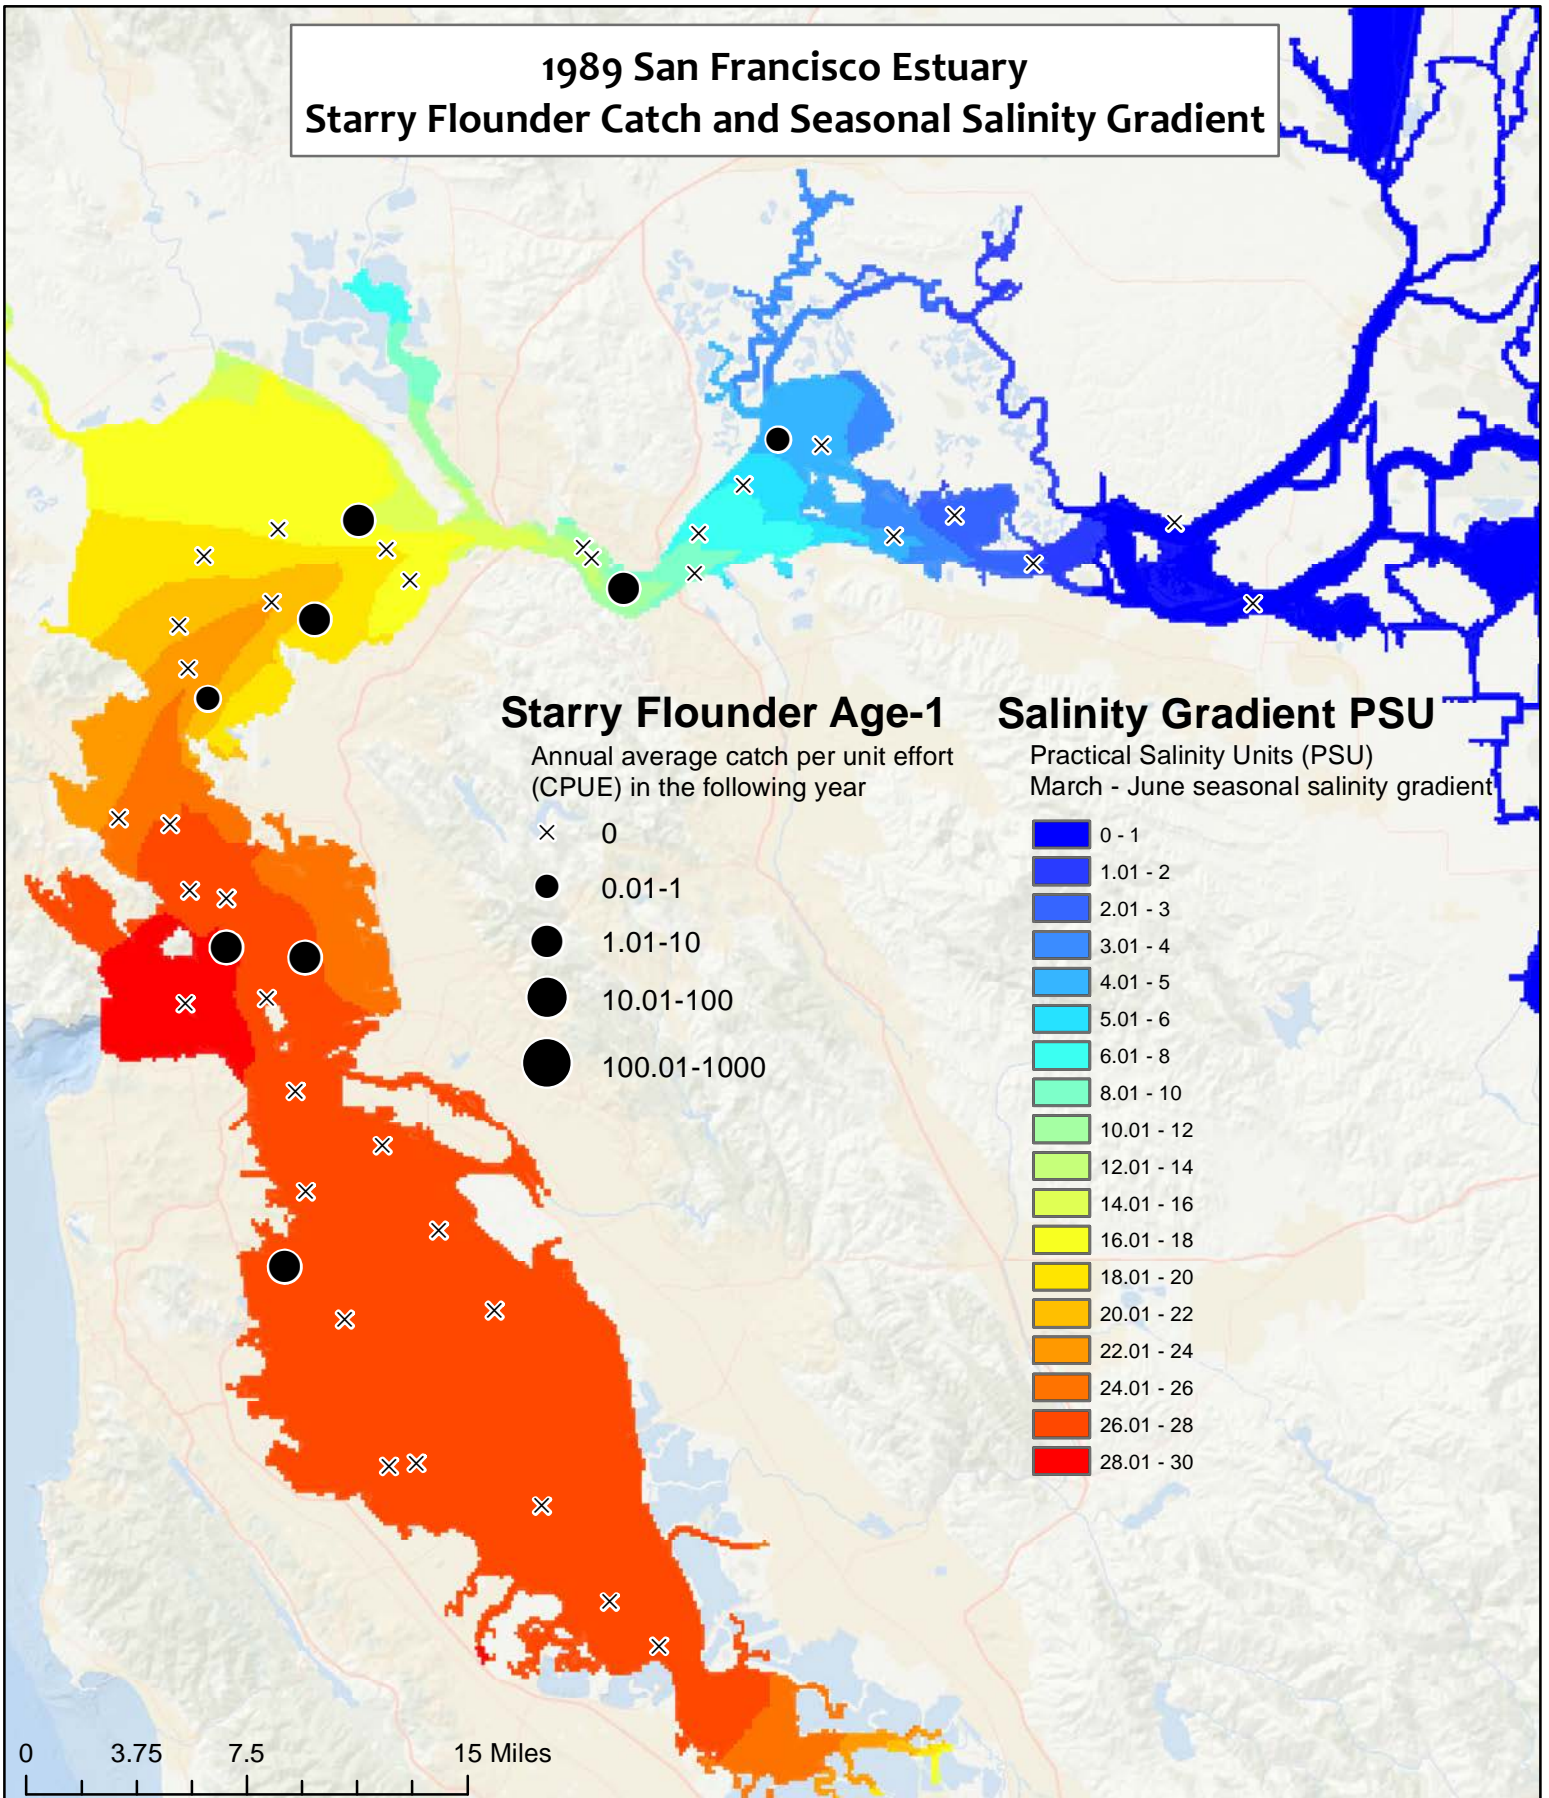 1989 San Francisco Estuary
Starry Flounder Catch and Seasonal Salinity Gradient
Starry Flounder Age-1
Annual average catch per unit effort
(CPUE) in the following year
0
0.01-1
1.01-10
10.01-100
100.01-1000
Salinity Gradient PSU
Practical Salinity Units (PSU)
March - June seasonal salinity gradient
0 - 1
1.01 - 2
2.01 - 3
3.01 - 4
4.01 - 5
5.01 - 6
6.01 - 8
8.01 - 10
10.01 - 12
12.01 - 14
14.01 - 16
16.01 - 18
18.01 - 20
20.01 - 22
22.01 - 24
24.01 - 26
26.01 - 28
28.01 - 30
0 3.75 7.5 15 Miles